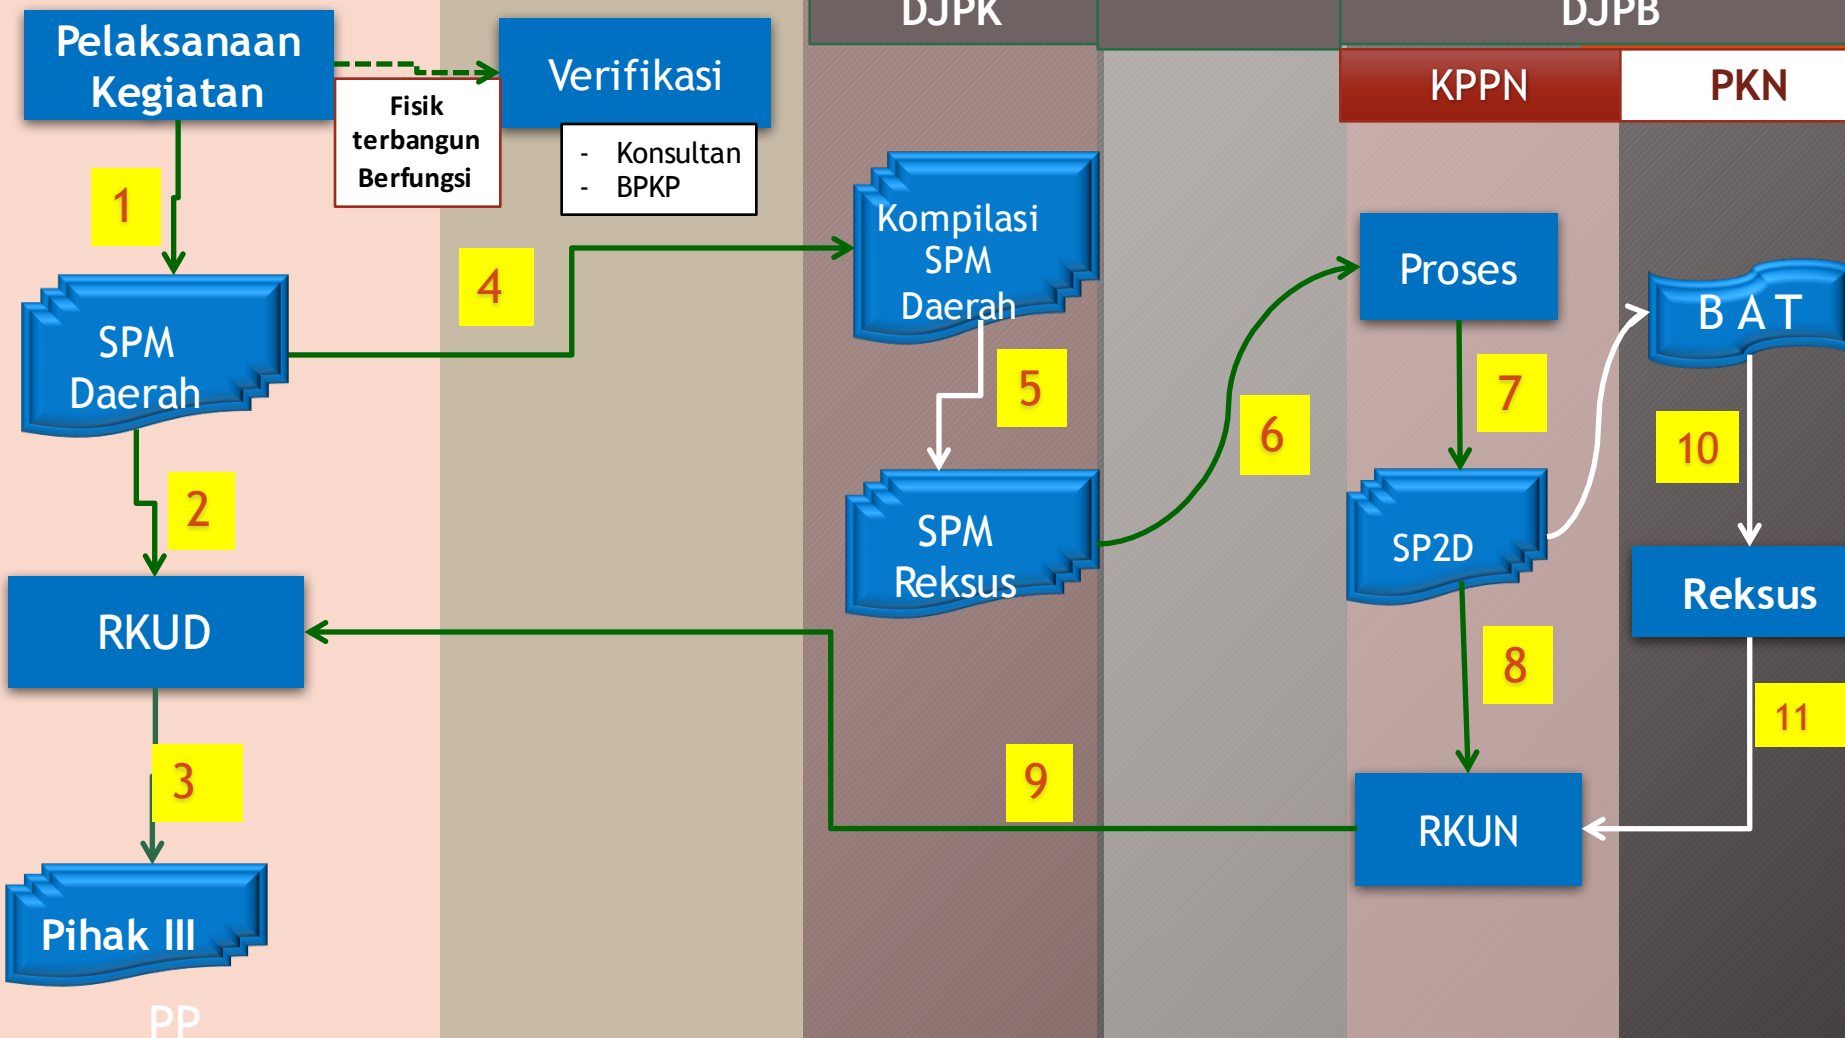 DJPK
DJPB
KPPN
PKN
Pelaksanaan
Kegiatan
Fisik
terbangun
Berfungsi
Verifikasi
- Konsultan
- BPKP
1
SPM
Daerah
2
RKUD
3
Pihak III
PP
4
Kompilasi
SPM
Daerah
5
SPM
Reksus
6
Proses
7
SP2D
8
RKUN
9
B A T
10
Reksus
11